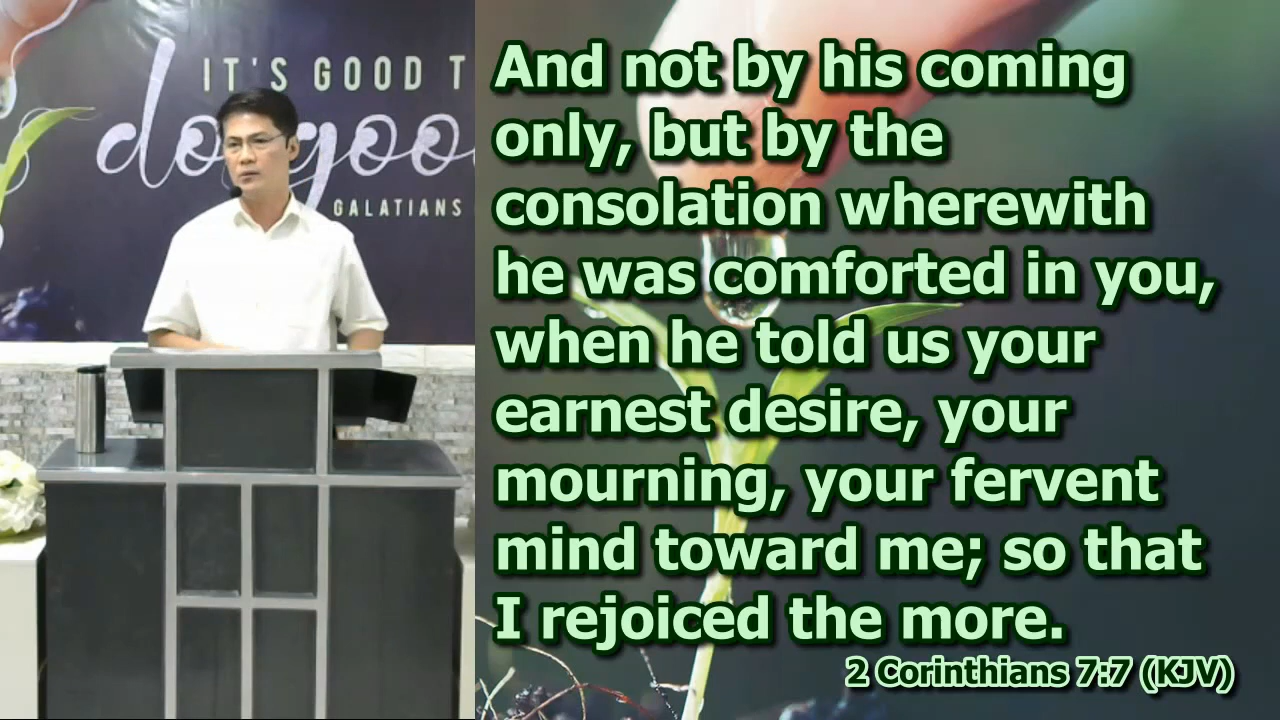 IT'S GOOD T
do goo
GALATIANS
And not by his coming
only, but by the
consolation wherewith
he was comforted in you,
when he told us your
earnest desire, your
mourning, your fervent
mind toward me; so that
I rejoiced the more.
2 Corinthians 7:7 (KJV)